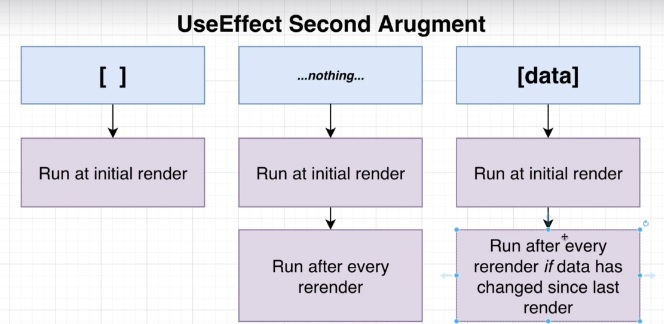 UseEffect Second Arugment
[ ]
...nothing...
[data]
Run at initial render
Run at initial render
Run at initial render
Run after every
rerender
Run after every
rerender if data has
changed since last
render